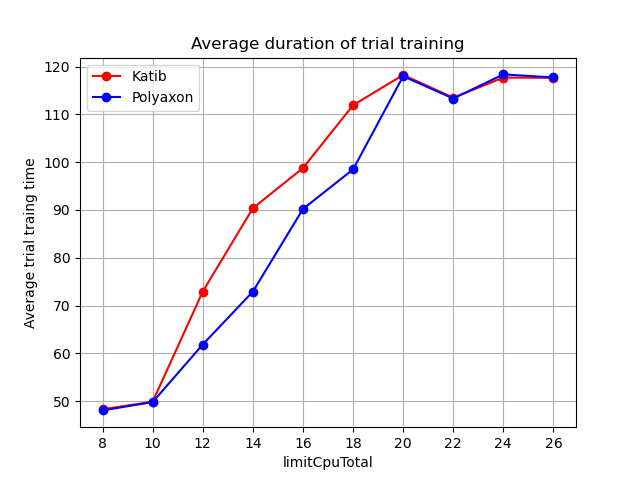 Average duration of trial training
Katib
Polyaxon
120
110
100
90
80
70
60
50
Average trial traing time
8 10 12 14 16 18 20 22 24 26
limitCpuTotal